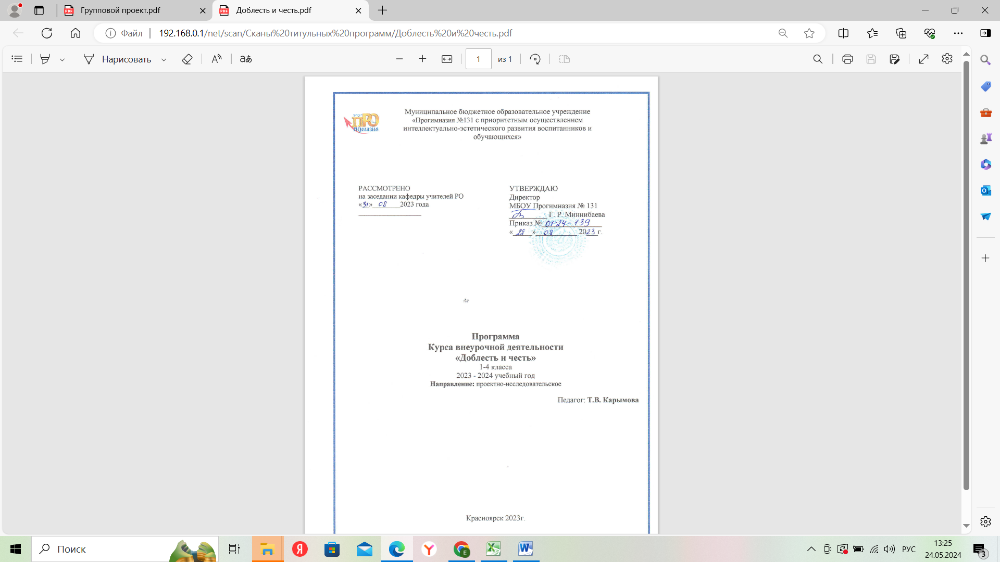 Групповой проект.pdf
Доблесть и честь.pdf
Файл
192.168.0.1/net/scan/Сканы%20титульных%20программ/Доблесть%20и%20честь.pdf
Нарисовать
аあ
1
из 1
ПРО
гимназия
Муниципальное бюджетное образовательное учреждение
«Прогимназия №131 с приоритетным осуществлением
интеллектуально-эстетического развития воспитанников и
обучающихся»
РАССМОТРЕНО
на заседании кафедры учителей РО
«31» 08 2023 года
УТВЕРЖДАЮ
Директор
МБОУ Прогимназия № 131
Г. Р. Миннибаева
Приказ № 01-24-139
« 28 » 08 2023 г.
Программа
Курса внеурочной деятельности
«Доблесть и честь»
1-4 класса
2023 - 2024 учебный год
Направление: проектно-исследовательское
Педагог: Т.В. Карымова
Красноярск 2023г.
Поиск
РУС
13:25
24.05.2024
3